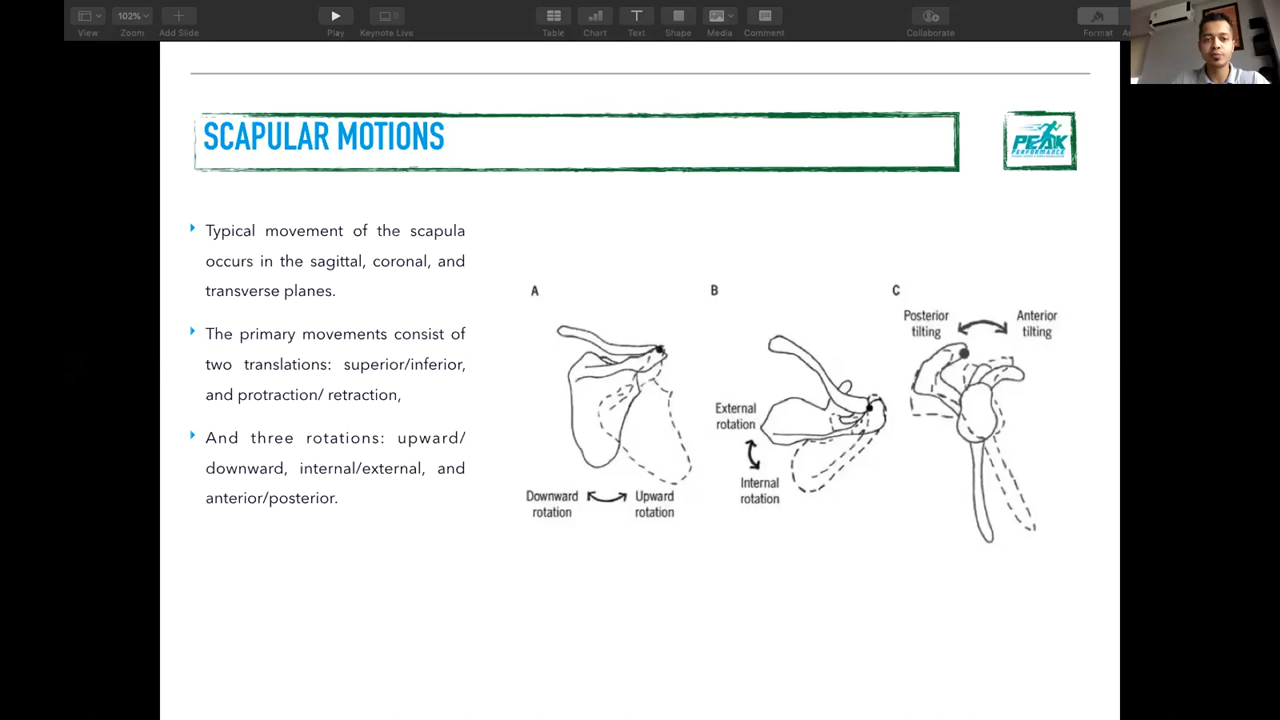 View
102%
Zoom
Add Slide
Play
Keynote Live
Table
Chart
Text
Shape
Media
Comment
Collaborate
Format
SCAPULAR MOTIONS
PEAK
PERFORMANCE
Typical movement of the scapula
occurs in the sagittal, coronal, and
transverse planes.
The primary movements consist of
two translations: superior/inferior,
and protraction/ retraction,
And three rotations: upward/
downward, internal/external, and
anterior/posterior.
A
Downward
rotation
Upward
rotation
B
External
rotation
Internal
rotation
C
Posterior
tilting
Anterior
tilting